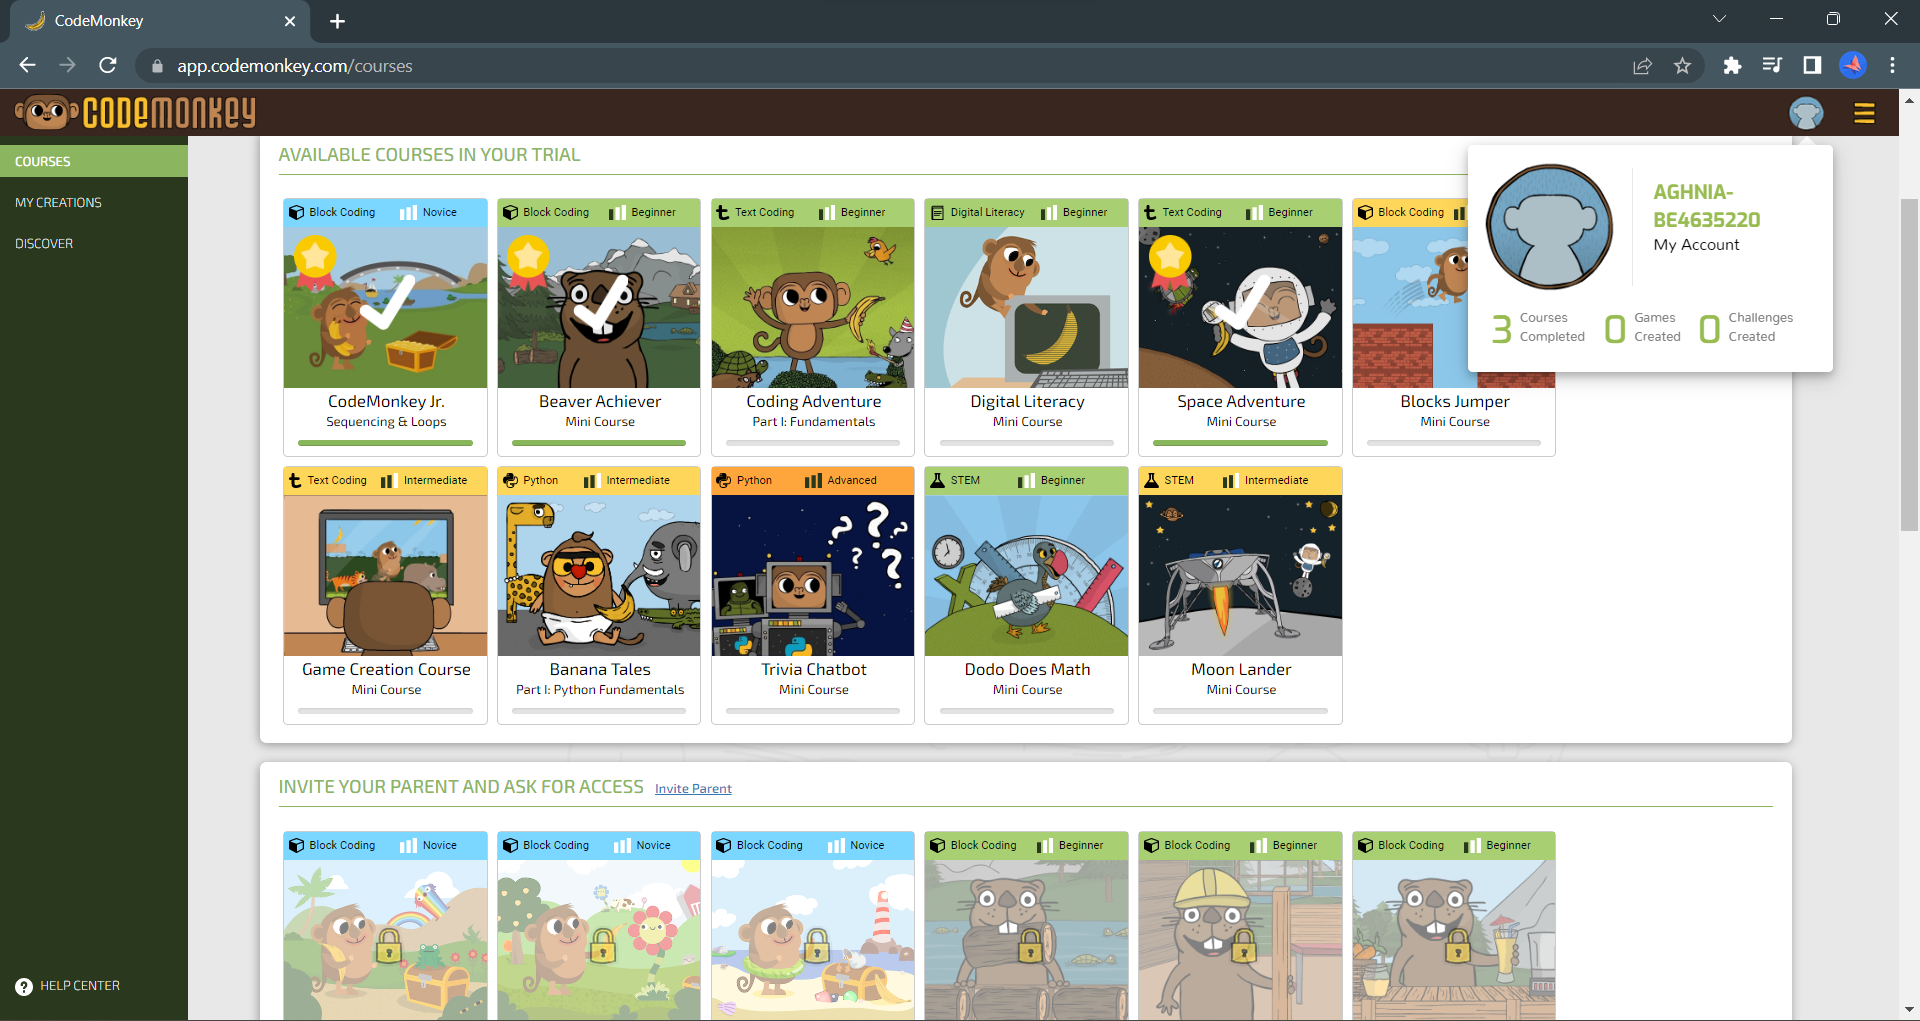 CodeMonkey
app.codemonkey.com/courses
CODEMONKEY
COURSES
MY CREATIONS
DISCOVER
HELP CENTER
AVAILABLE COURSES IN YOUR TRIAL
AGHNIA-
BE4635220
My Account
3 Courses Completed
0 Games Created
0 Challenges Created
Block Coding Novice
CodeMonkey Jr.
Sequencing & Loops
Block Coding Beginner
Beaver Achiever
Mini Course
Text Coding Beginner
Coding Adventure
Part I: Fundamentals
Digital Literacy Beginner
Digital Literacy
Mini Course
Text Coding Beginner
Space Adventure
Mini Course
Block Coding
Blocks Jumper
Mini Course
Text Coding Intermediate
Game Creation Course
Mini Course
Python Intermediate
Banana Tales
Part I: Python Fundamentals
Python Advanced
? ? ? ?
Trivia Chatbot
Mini Course
STEM Beginner
Dodo Does Math
Mini Course
STEM Intermediate
Moon Lander
Mini Course
INVITE YOUR PARENT AND ASK FOR ACCESS Invite Parent
Block Coding Novice
Block Coding Novice
Block Coding Novice
Block Coding Beginner
Block Coding Beginner
Block Coding Beginner